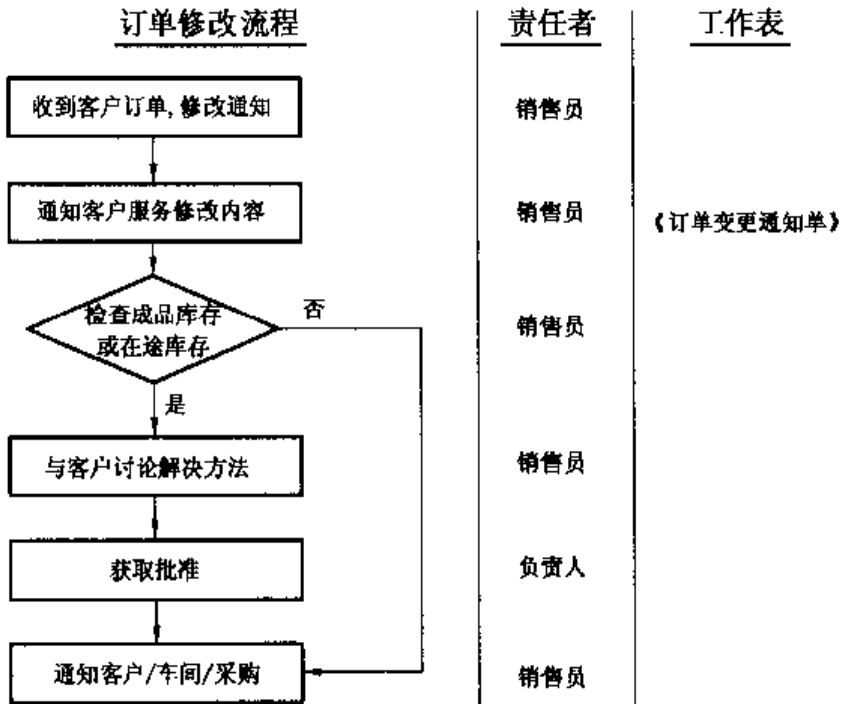 订单修改流程
责任者
工作表
收到客户订单,修改通知
销售员
通知客户服务修改内容
销售员
《订单变更通知单》
检查成品库存
或在途库存
否
销售员
是
与客户讨论解决方法
销售员
获取批准
负责人
通知客户/车间/采购
销售员